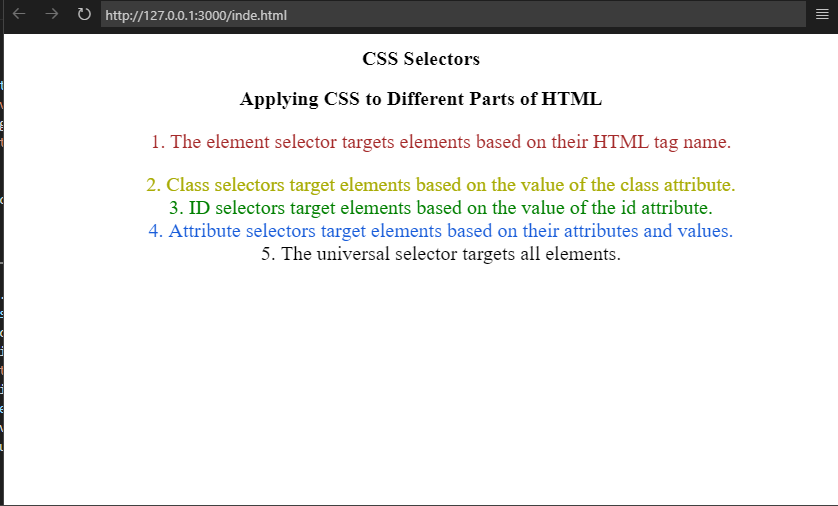 http://127.0.0.1:3000/inde.html
CSS Selectors
Applying CSS to Different Parts of HTML
1. The element selector targets elements based on their HTML tag name.
2. Class selectors target elements based on the value of the class attribute.
3. ID selectors target elements based on the value of the id attribute.
4. Attribute selectors target elements based on their attributes and values.
5. The universal selector targets all elements.